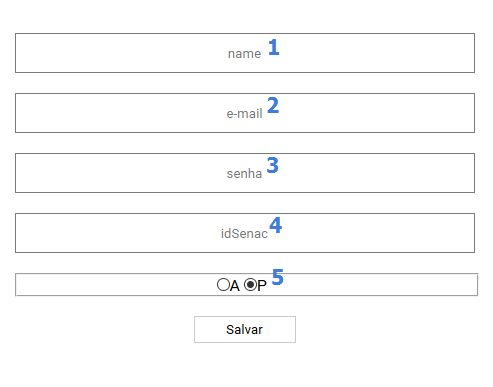 name 1
e-mail 2
senha 3
idSenac 4
A P 5
Salvar